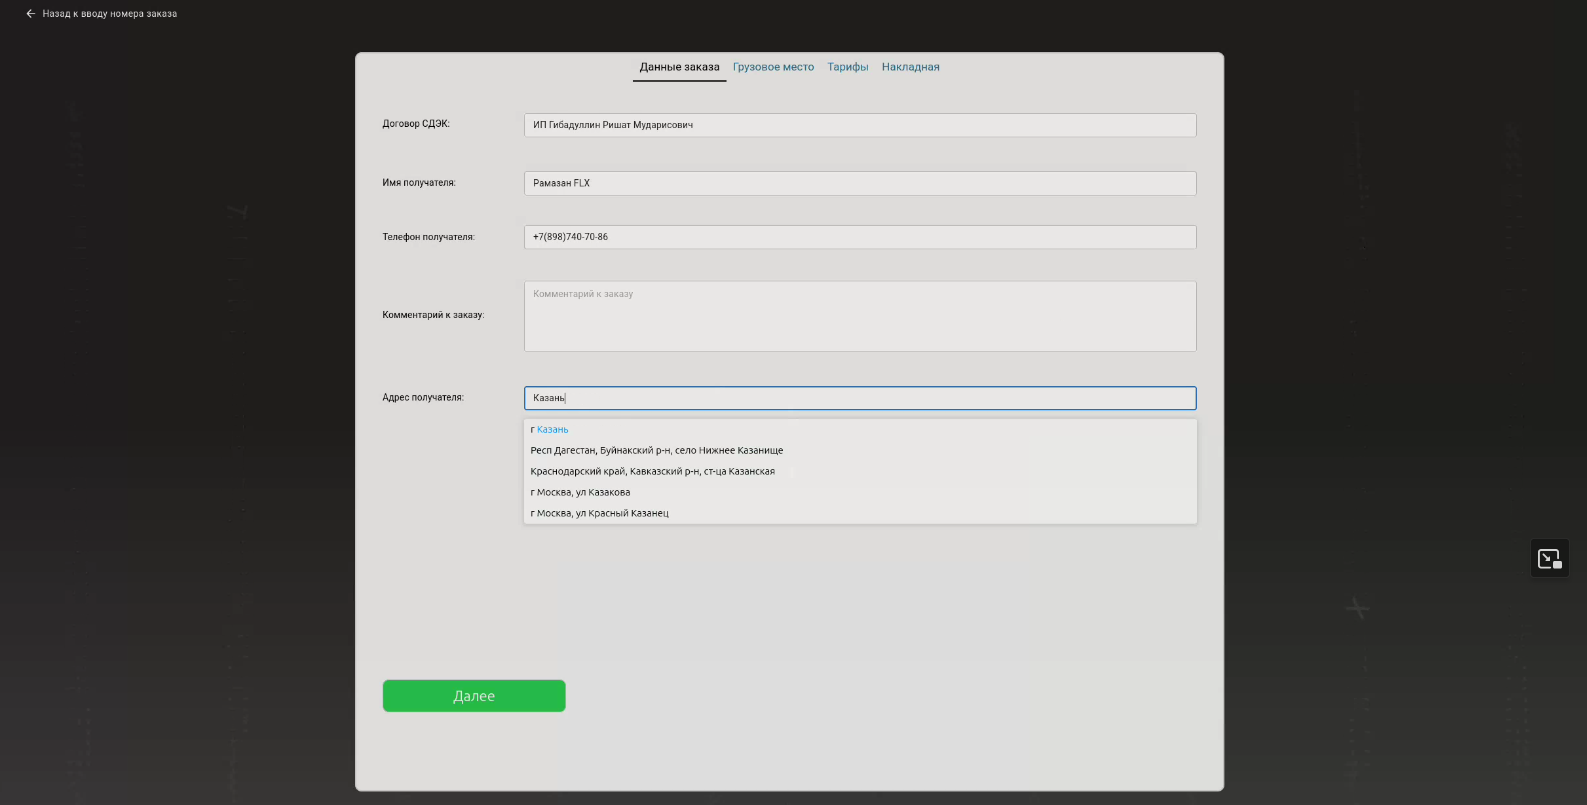 Назад к вводу номера заказа
Данные заказа Грузовое место Тарифы Накладная
Договор СДЭК: ИП Гибадуллин Ришат Мударисович
Имя получателя: Рамазан FLX
Телефон получателя: +7(898)740-70-86
Комментарий к заказу
Комментарий к заказу:
Адрес получателя: Казань
г Казань
Респ Дагестан, Буйнакский р-н, село Нижнее Казанище
Краснодарский край, Кавказский р-н, ст-ца Казанская
г Москва, ул Казакова
г Москва, ул Красный Казанец
Далее